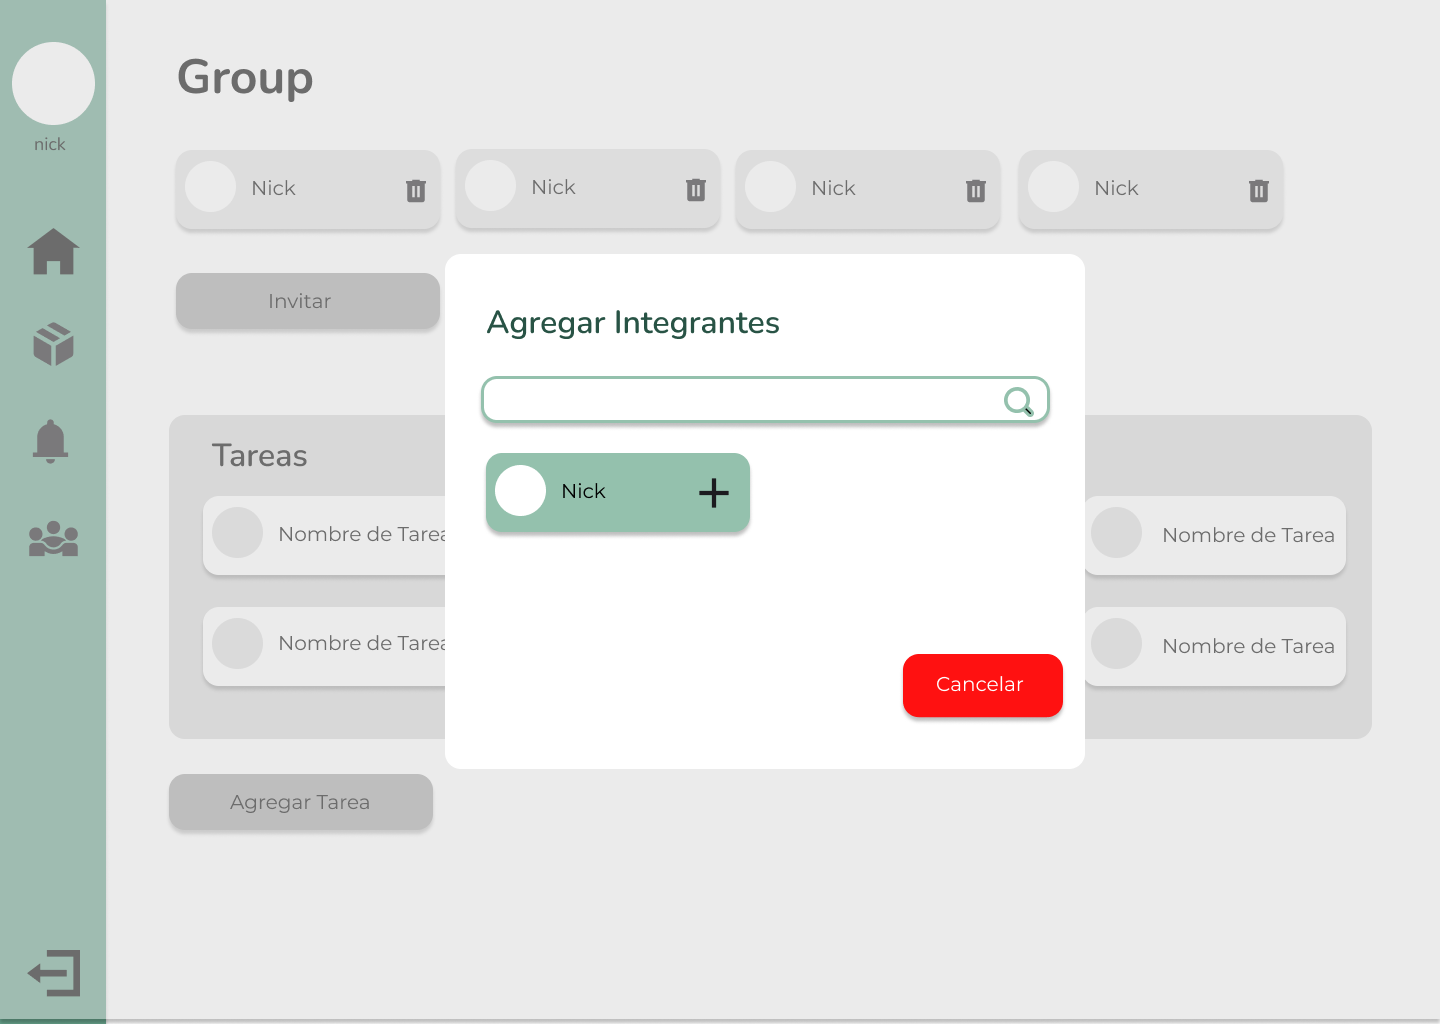 Group
nick
Nick
Nick
Nick
Nick
Invitar
Agregar Integrantes
Nick
Tareas
Nombre de Tarea
Nombre de Tarea
Nombre de Tarea
Nombre de Tarea
Cancelar
Agregar Tarea